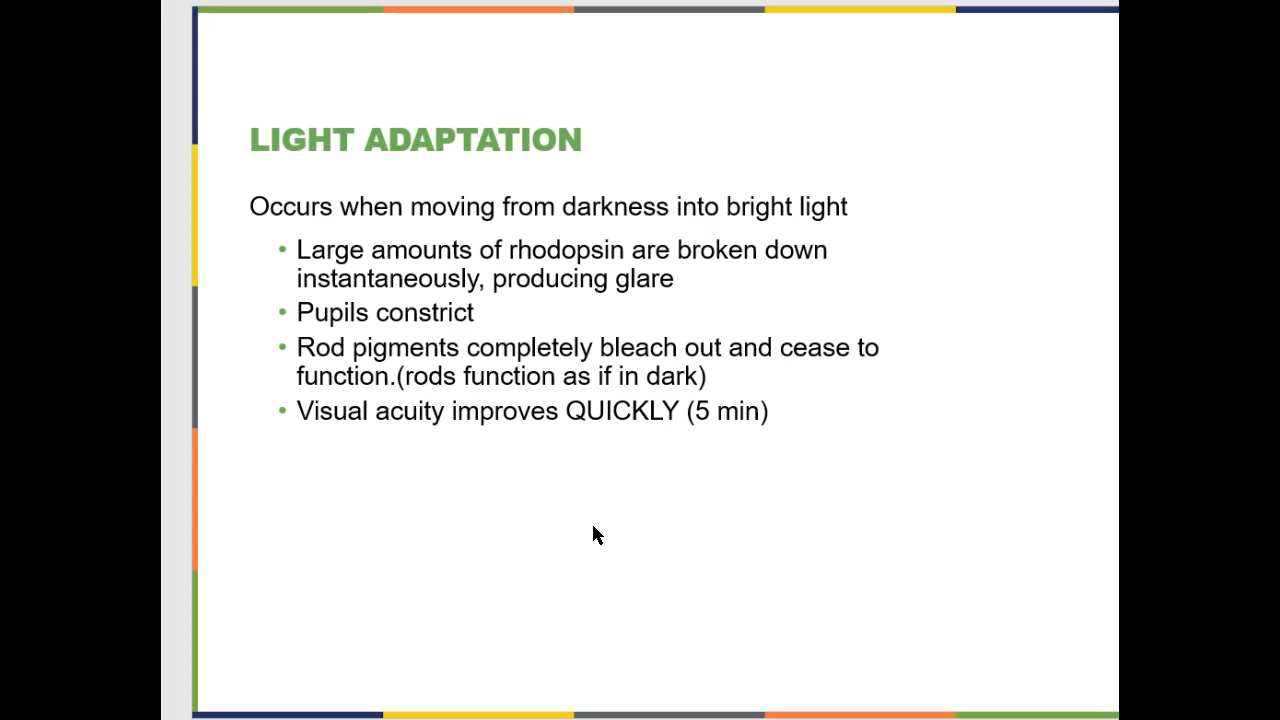 LIGHT ADAPTATION
Occurs when moving from darkness into bright light
• Large amounts of rhodopsin are broken down
instantaneously, producing glare
• Pupils constrict
• Rod pigments completely bleach out and cease to
function.(rods function as if in dark)
• Visual acuity improves QUICKLY (5 min)